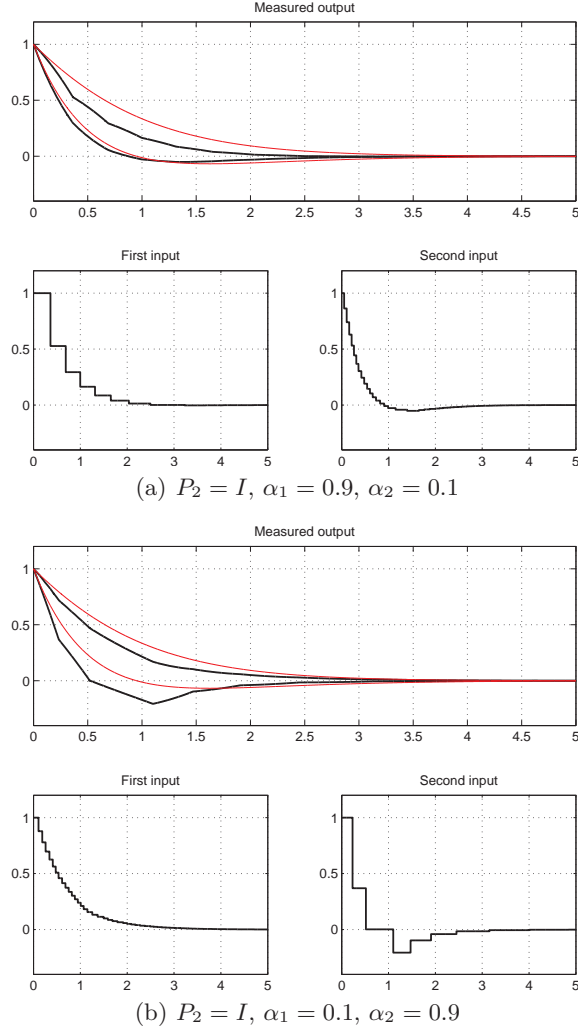 Measured output
1
0.5
0
0 0.5 1 1.5 2 2.5 3 3.5 4 4.5 5
First input Second input
1 1
0.5 0.5
0 0
0 1 2 3 4 5 0 1 2 3 4 5
(a) P₂ = I, α₁ = 0.9, α₂ = 0.1
Measured output
1
0.5
0
0 0.5 1 1.5 2 2.5 3 3.5 4 4.5 5
First input Second input
1 1
0.5 0.5
0 0
0 1 2 3 4 5 0 1 2 3 4 5
(b) P₂ = I, α₁ = 0.1, α₂ = 0.9